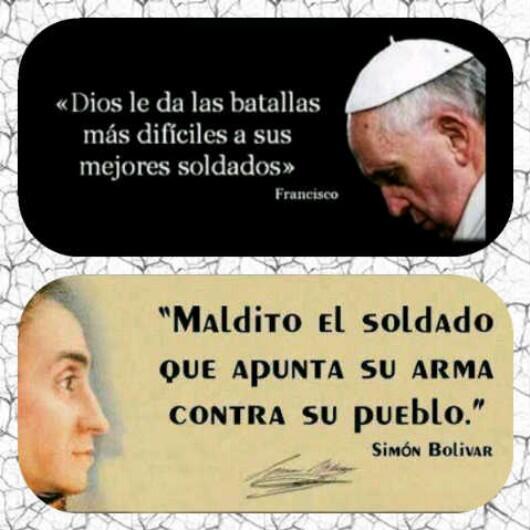 «Dios le da las batallas
más difíciles a sus
mejores soldados»
Francisco
"Maldito el soldado
que apunta su arma
contra su pueblo."
Simón Bolivar